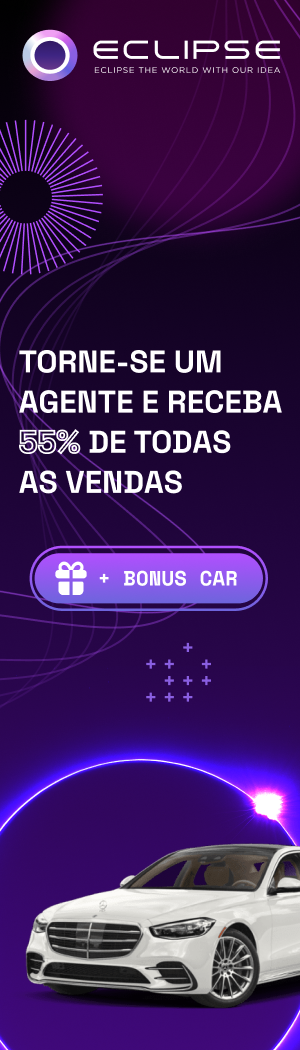 ECLIPSE
ECLIPSE THE WORLD WITH OUR IDEA
TORNE-SE UM
AGENTE E RECEBA
55% DE TODAS
AS VENDAS
+ BONUS CAR